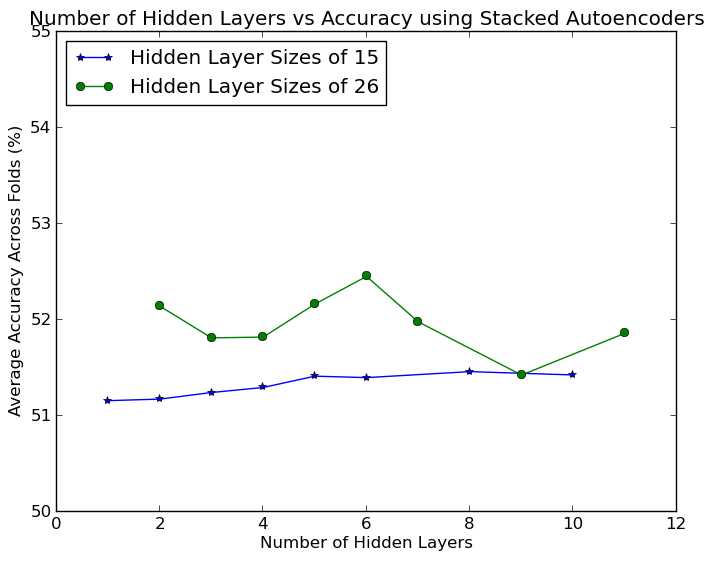 Number of Hidden Layers vs Accuracy using Stacked Autoencoders
Hidden Layer Sizes of 15
Hidden Layer Sizes of 26
Average Accuracy Across Folds (%)
55
54
53
52
51
50
0 2 4 6 8 10 12
Number of Hidden Layers